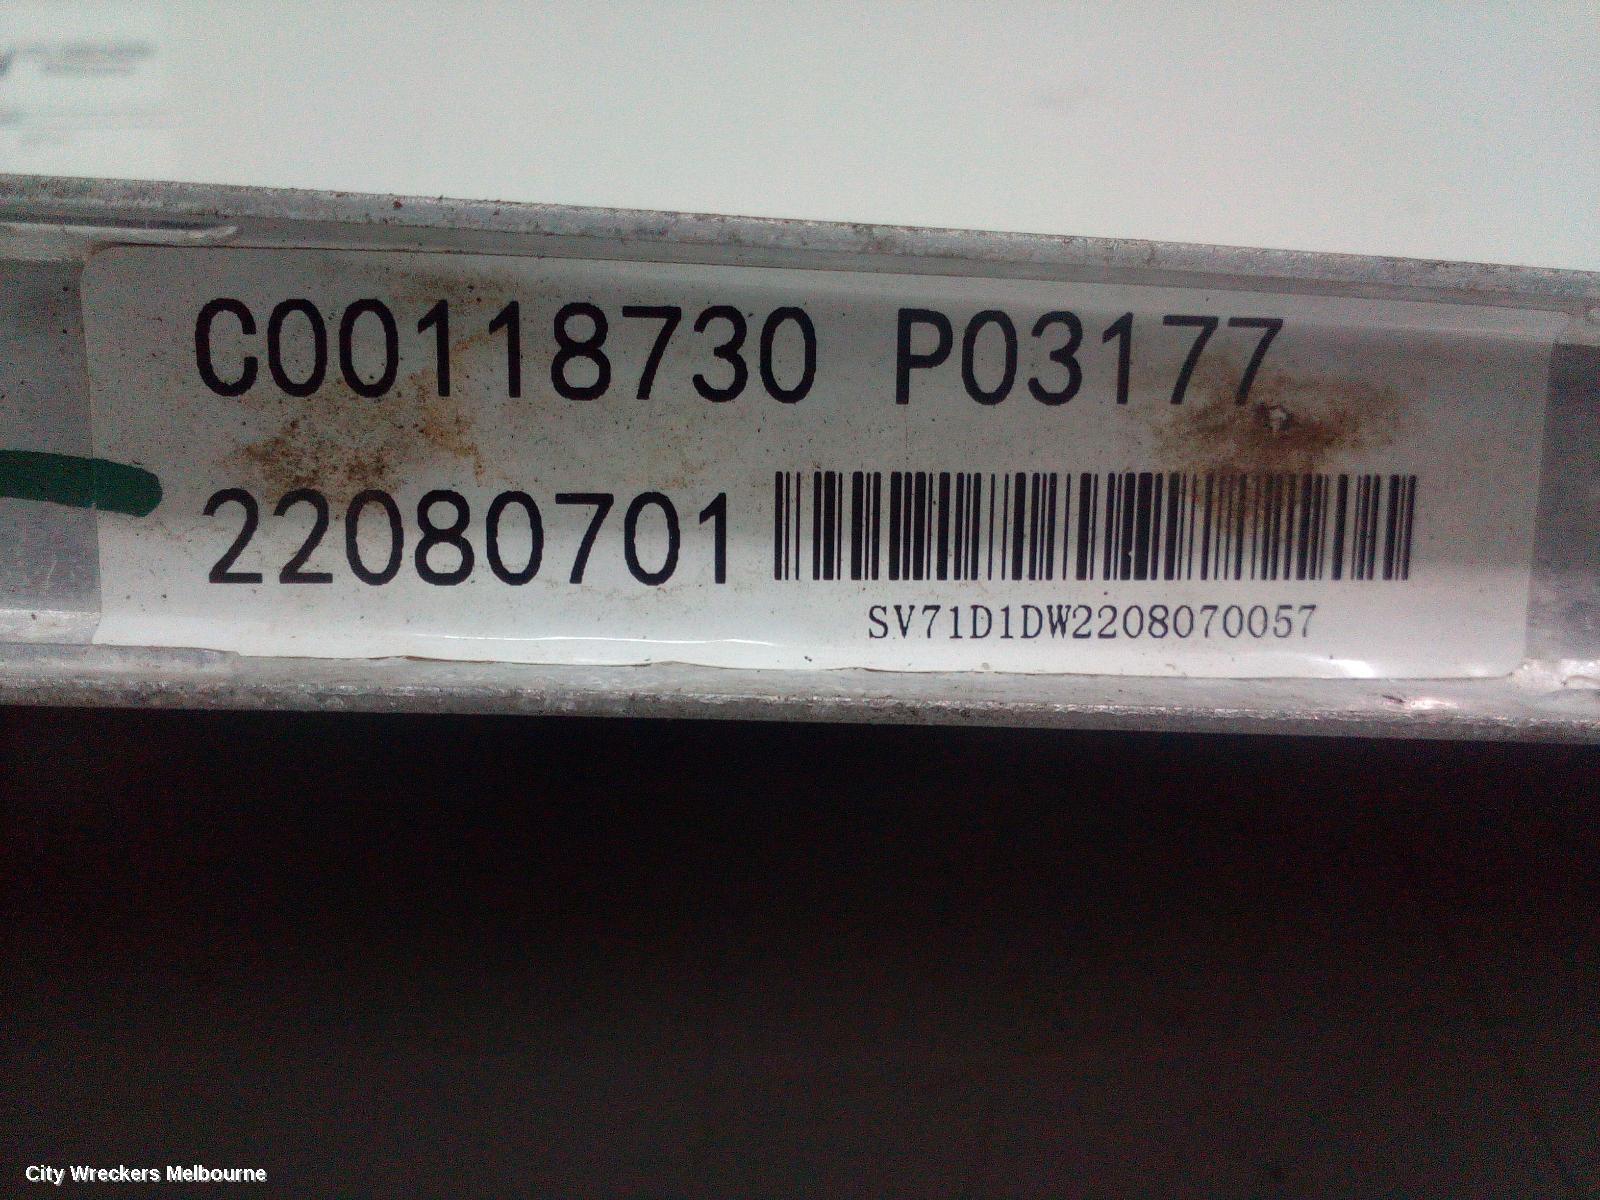 C00118730 P03177
22080701
SV71D1DW2208070057
City Wreckers Melbourne